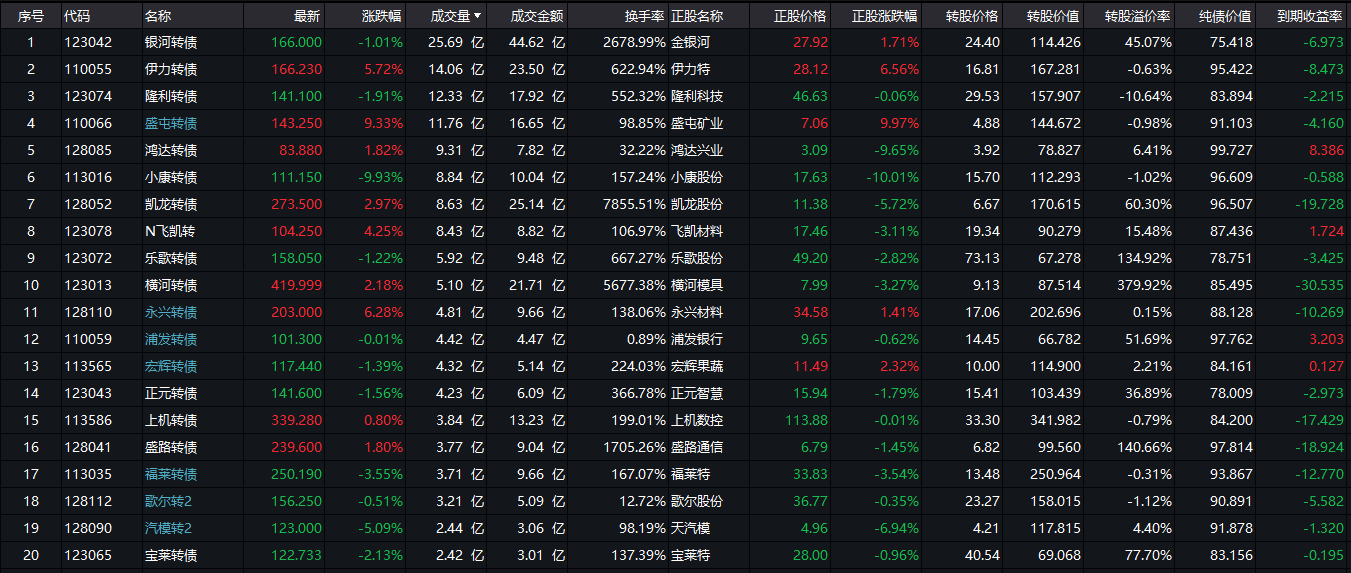 序号 代码 名称 最新 涨跌幅 成交量 成交金额 换手率 正股名称 正股价格 正股涨跌幅 转股价格 转股价值 转股溢价率 纯债价值 到期收益率
1 123042 银河转债 166.000 -1.01% 25.69 亿 44.62 亿 2678.99% 金银河 27.92 1.71% 24.40 114.426 45.07% 75.418 -6.973
2 110055 伊力转债 166.230 5.72% 14.06 亿 23.50 亿 622.94% 伊力特 28.12 6.56% 16.81 167.281 -0.63% 95.422 -8.473
3 123074 隆利转债 141.100 -1.91% 12.33 亿 17.92 亿 552.32% 隆利科技 46.63 -0.06% 29.53 157.907 -10.64% 83.894 -2.215
4 110066 盛屯转债 143.250 9.33% 11.76 亿 16.65 亿 98.85% 盛屯矿业 7.06 9.97% 4.88 144.672 -0.98% 91.103 -4.160
5 128085 鸿达转债 83.880 1.82% 9.31 亿 7.82 亿 32.22% 鸿达兴业 3.09 -9.65% 3.92 78.827 6.41% 99.727 8.386
6 113016 小康转债 111.150 -9.93% 8.84 亿 10.04 亿 157.24% 小康股份 17.63 -10.01% 15.70 112.293 -1.02% 96.609 -0.588
7 128052 凯龙转债 273.500 2.97% 8.63 亿 25.14 亿 7855.51% 凯龙股份 11.38 -5.72% 6.67 170.615 60.30% 96.507 -19.728
8 123078 N飞凯转 104.250 4.25% 8.43 亿 8.82 亿 106.97% 飞凯材料 17.46 -3.11% 19.34 90.279 15.48% 87.436 1.724
9 123072 乐歌转债 158.050 -1.22% 5.92 亿 9.48 亿 667.27% 乐歌股份 49.20 -2.82% 73.13 67.278 134.92% 78.751 -3.425
10 123013 横河转债 419.999 2.18% 5.10 亿 21.71 亿 5677.38% 横河模具 7.99 -3.27% 9.13 87.514 379.92% 85.495 -30.535
11 128110 永兴转债 203.000 6.28% 4.81 亿 9.66 亿 138.06% 永兴材料 34.58 1.41% 17.06 202.696 0.15% 88.128 -10.269
12 110059 浦发转债 101.300 -0.01% 4.42 亿 4.47 亿 0.89% 浦发银行 9.65 -0.62% 14.45 66.782 51.69% 97.762 3.203
13 113565 宏辉转债 117.440 -1.39% 4.32 亿 5.14 亿 224.03% 宏辉果蔬 11.49 2.32% 10.00 114.900 2.21% 84.161 0.127
14 123043 正元转债 141.600 -1.56% 4.23 亿 6.09 亿 366.78% 正元智慧 15.94 -1.79% 15.41 103.439 36.89% 78.009 -2.973
15 113586 上机转债 339.280 0.80% 3.84 亿 13.23 亿 199.01% 上机数控 113.88 -0.01% 33.30 341.982 -0.79% 84.200 -17.429
16 128041 盛路转债 239.600 1.80% 3.77 亿 9.04 亿 1705.26% 盛路通信 6.79 -1.45% 6.82 99.560 140.66% 97.814 -18.924
17 113035 福莱转债 250.190 -3.55% 3.71 亿 9.66 亿 167.07% 福莱特 33.83 -3.54% 13.48 250.964 -0.31% 93.867 -12.770
18 128112 歌尔转2 156.250 -0.51% 3.21 亿 5.09 亿 12.72% 歌尔股份 36.77 -0.35% 23.27 158.015 -1.12% 90.891 -5.582
19 128090 汽模转2 123.000 -5.09% 2.44 亿 3.06 亿 98.19% 天汽模 4.96 -6.94% 4.21 117.815 4.40% 91.878 -1.320
20 123065 宝莱转债 122.733 -2.13% 2.42 亿 3.01 亿 137.39% 宝莱特 28.00 -0.96% 40.54 69.068 77.70% 83.156 -0.195